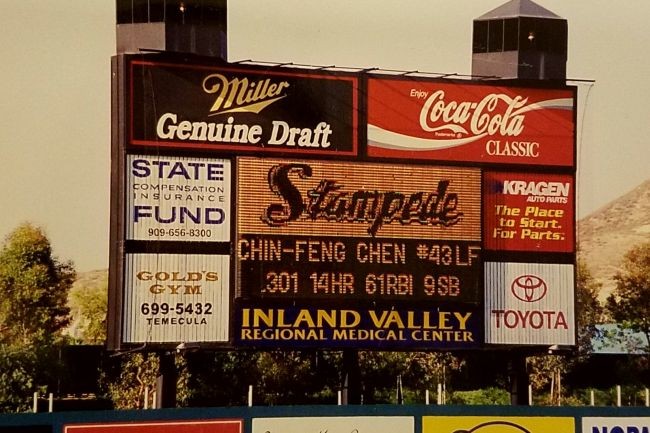 Miller
Genuine Draft
Enjoy
Coca-Cola
Trademark ®
CLASSIC
STATE
COMPENSATION
INSURANCE
FUND
909-656-8300
Stampede
KRAGEN
AUTO PARTS
The Place
to Start.
For Parts.
CHIN-FENG CHEN #43 LF
.301 14HR 61RBI 9SB
GOLD'S
GYM
699-5432
TEMECULA
INLAND VALLEY
REGIONAL MEDICAL CENTER
TOYOTA